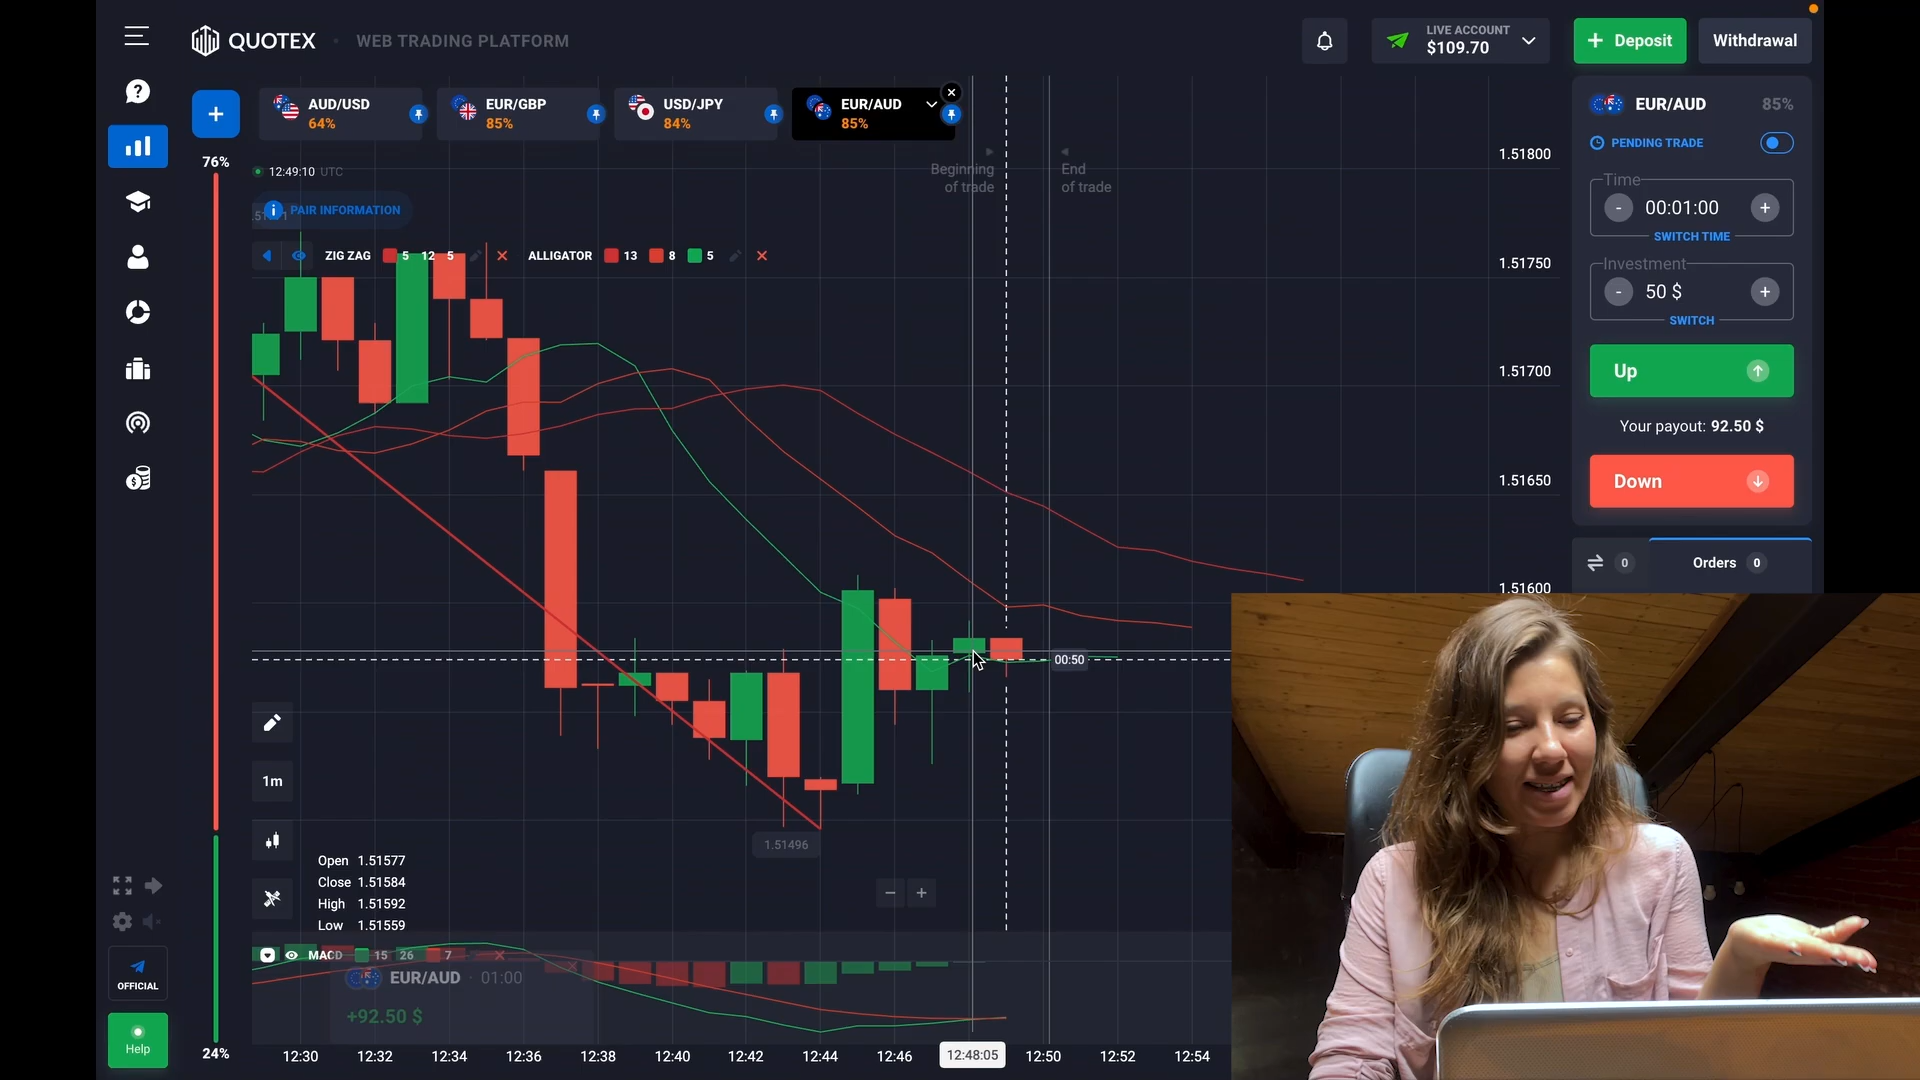 QUOTEX
WEB TRADING PLATFORM
LIVE ACCOUNT
$109.70
+ Deposit
Withdrawal
AUD/USD
64%
EUR/GBP
85%
USD/JPY
84%
EUR/AUD
85%
76%
12:49:10 UTC
PAIR INFORMATION
ZIG ZAG 5 12 5
ALLIGATOR 13 8 5
Beginning
of trade
End
of trade
1.51800
1.51750
1.51700
1.51650
1.51600
EUR/AUD 85%
PENDING TRADE
Time
- 00:01:00 +
SWITCH TIME
Investment
- 50 $ +
SWITCH
Up
Your payout: 92.50 $
Down
0
Orders 0
00:50
1.51496
1m
Open 1.51577
Close 1.51584
High 1.51592
Low 1.51559
MACD 15 26 7
EUR/AUD · 01:00
+92.50 $
OFFICIAL
Help
24%
12:30 12:32 12:34 12:36 12:38 12:40 12:42 12:44 12:46 12:48:05 12:50 12:52 12:54